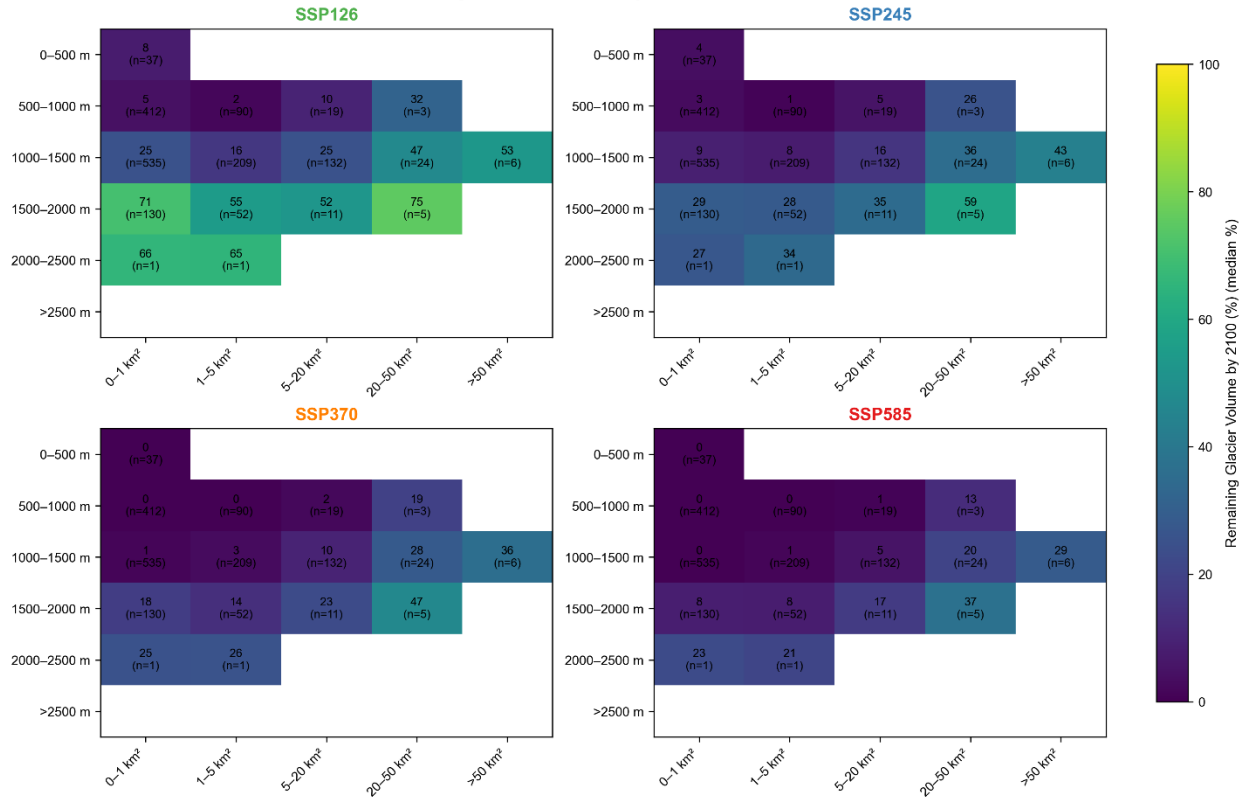 SSP126
SSP245
0–500 m
8
(n=37)
500–1000 m
5
(n=412)
2
(n=90)
10
(n=19)
32
(n=3)
1000–1500 m
25
(n=535)
16
(n=209)
25
(n=132)
47
(n=24)
53
(n=6)
1500–2000 m
71
(n=130)
55
(n=52)
52
(n=11)
75
(n=5)
2000–2500 m
66
(n=1)
65
(n=1)
>2500 m
0–1 km²
1–5 km²
5–20 km²
20–50 km²
>50 km²
0–500 m
4
(n=37)
500–1000 m
3
(n=412)
1
(n=90)
5
(n=19)
26
(n=3)
1000–1500 m
9
(n=535)
8
(n=209)
16
(n=132)
36
(n=24)
43
(n=6)
1500–2000 m
29
(n=130)
28
(n=52)
35
(n=11)
59
(n=5)
2000–2500 m
27
(n=1)
34
(n=1)
>2500 m
0–1 km²
1–5 km²
5–20 km²
20–50 km²
>50 km²
SSP370
SSP585
0–500 m
0
(n=37)
500–1000 m
0
(n=412)
0
(n=90)
2
(n=19)
19
(n=3)
1000–1500 m
1
(n=535)
3
(n=209)
10
(n=132)
28
(n=24)
36
(n=6)
1500–2000 m
18
(n=130)
14
(n=52)
23
(n=11)
47
(n=5)
2000–2500 m
25
(n=1)
26
(n=1)
>2500 m
0–1 km²
1–5 km²
5–20 km²
20–50 km²
>50 km²
0–500 m
0
(n=37)
500–1000 m
0
(n=412)
0
(n=90)
1
(n=19)
13
(n=3)
1000–1500 m
0
(n=535)
1
(n=209)
5
(n=132)
20
(n=24)
29
(n=6)
1500–2000 m
8
(n=130)
8
(n=52)
17
(n=11)
37
(n=5)
2000–2500 m
23
(n=1)
21
(n=1)
>2500 m
0–1 km²
1–5 km²
5–20 km²
20–50 km²
>50 km²
100
80
60
40
20
0
Remaining Glacier Volume by 2100 (%) (median %)